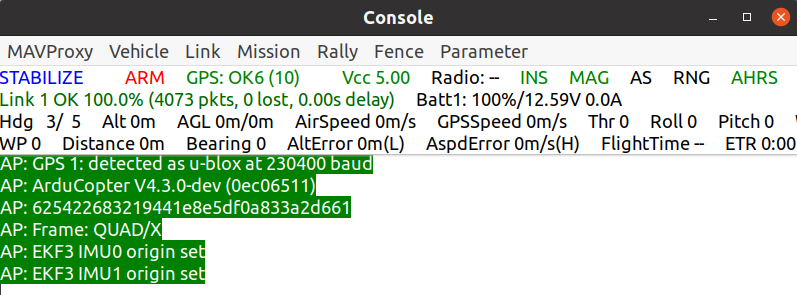 Console
MAVProxy Vehicle Link Mission Rally Fence Parameter
STABILIZE ARM GPS: OK6 (10) Vcc 5.00 Radio: -- INS MAG AS RNG AHRS
Link 1 OK 100.0% (4073 pkts, 0 lost, 0.00s delay) Batt1: 100%/12.59V 0.0A
Hdg 3/ 5 Alt 0m AGL 0m/0m AirSpeed 0m/s GPSSpeed 0m/s Thr 0 Roll 0 Pitch 0 W
WP 0 Distance 0m Bearing 0 AltError 0m(L) AspdError 0m/s(H) FlightTime -- ETR 0:00
AP: GPS 1: detected as u-blox at 230400 baud
AP: ArduCopter V4.3.0-dev (0ec06511)
AP: 625422683219441e8e5df0a833a2d661
AP: Frame: QUAD/X
AP: EKF3 IMU0 origin set
AP: EKF3 IMU1 origin set